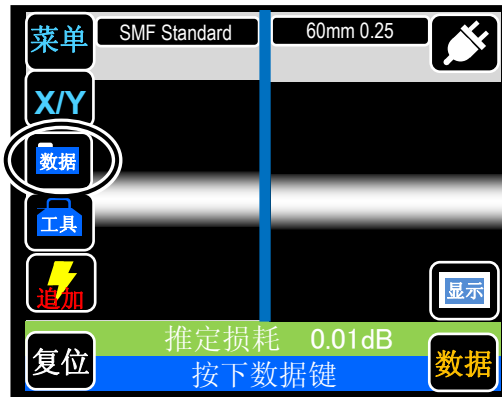 菜单
SMF Standard
60mm 0.25
X/Y
数据
工具
追加
显示
推定损耗 0.01dB
复位
按下数据键
数据